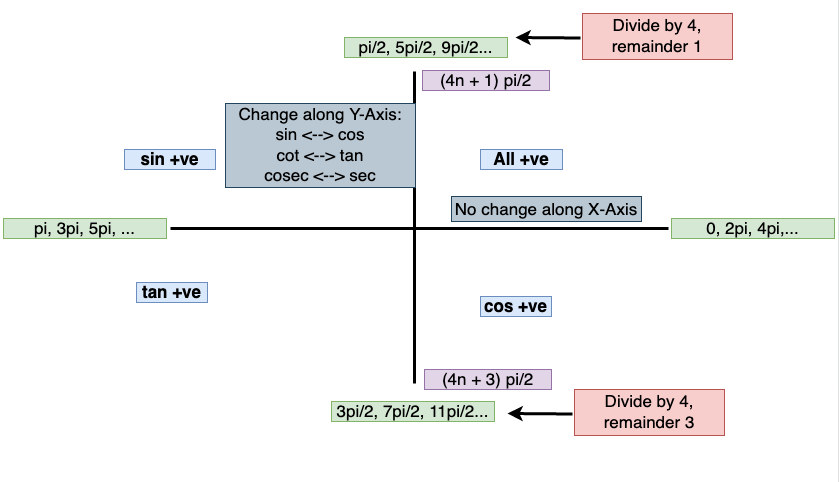 Divide by 4,
remainder 1
pi/2, 5pi/2, 9pi/2...
(4n + 1) pi/2
Change along Y-Axis:
sin <--> cos
cot <--> tan
cosec <--> sec
sin +ve
All +ve
No change along X-Axis
pi, 3pi, 5pi, ...
0, 2pi, 4pi,...
tan +ve
cos +ve
(4n + 3) pi/2
3pi/2, 7pi/2, 11pi/2...
Divide by 4,
remainder 3